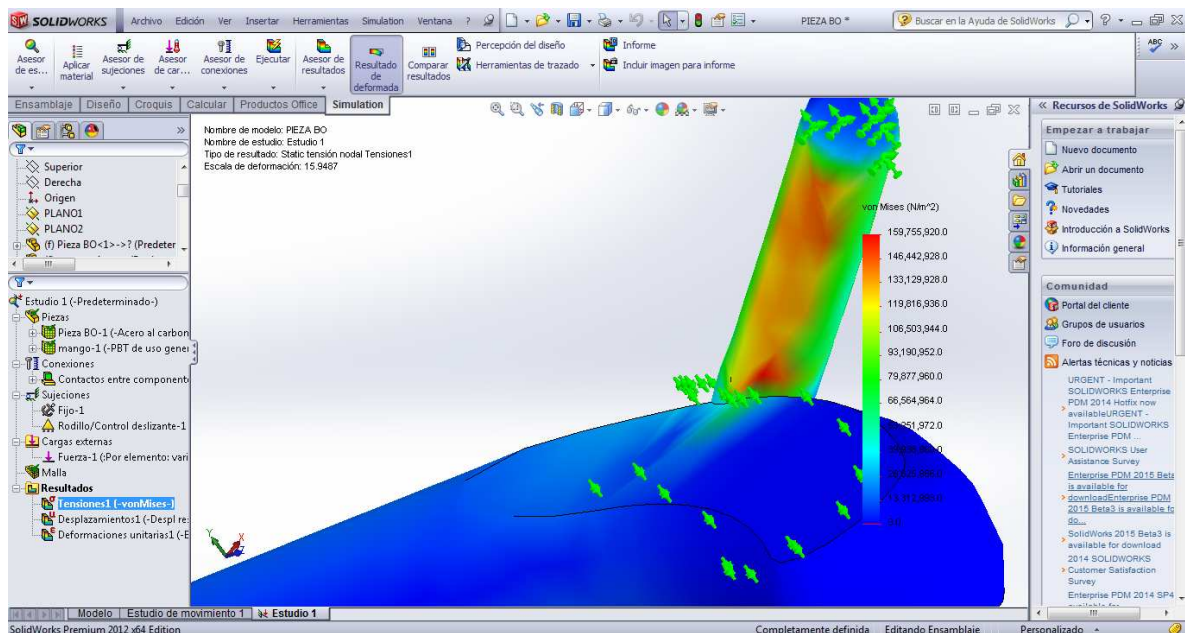 SOLIDWORKS
Archivo Edición Ver Insertar Herramientas Simulation Ventana ?
PIEZA BO *
Buscar en la Ayuda de SolidWorks
Asesor de es...
Aplicar material
Asesor de sujeciones
Asesor de car...
Asesor de conexiones
Ejecutar
Asesor de resultados
Resultado de deformada
Comparar resultados
Percepción del diseño
Herramientas de trazado
Informe
Incluir imagen para informe
ABC
Ensamblaje Diseño Croquis Calcular Productos Office Simulation
Superior
Derecha
Origen
PLANO1
PLANO2
(f) Pieza BO<1>->? (Predeter
Estudio 1 (-Predeterminado-)
Piezas
Pieza BO-1 (-Acero al carbon
mango-1 (-PBT de uso gener
Conexiones
Contactos entre component
Sujeciones
Fijo-1
Rodillo/Control deslizante-1
Cargas externas
Fuerza-1 (:Por elemento: vari
Malla
Resultados
Tensiones1 (-vonMises-)
Desplazamientos1 (-Despl re
Deformaciones unitarias1 (-E
Nombre de modelo: PIEZA BO
Nombre de estudio: Estudio 1
Tipo de resultado: Static tensión nodal Tensiones1
Escala de deformación: 15.9487
von Mises (N/m^2)
159,755,920.0
146,442,928.0
133,129,928.0
119,816,936.0
106,503,944.0
93,190,952.0
79,877,960.0
66,564,964.0
0.0
Y
X
Z
Recursos de SolidWorks
Empezar a trabajar
Nuevo documento
Abrir un documento
Tutoriales
Novedades
Introducción a SolidWorks
Información general
Comunidad
Portal del cliente
Grupos de usuarios
Foro de discusión
Alertas técnicas y noticias
URGENT - Important
SOLIDWORKS Enterprise
PDM 2014 Hotfix now
availableURGENT -
Important SOLIDWORKS
Enterprise PDM ...
SOLIDWORKS User
Assistance Survey
Enterprise PDM 2015 Beta
is available for
downloadEnterprise PDM
2015 Beta3 is available fo
do...
SolidWorks 2015 Beta3 is
available for download
2014 SOLIDWORKS
Customer Satisfaction
Survey
Enterprise PDM 2014 SP4
Modelo Estudio de movimiento 1 Estudio 1
SolidWorks Premium 2012 x64 Edition
Completamente definida Editando Ensamblaje Personalizado